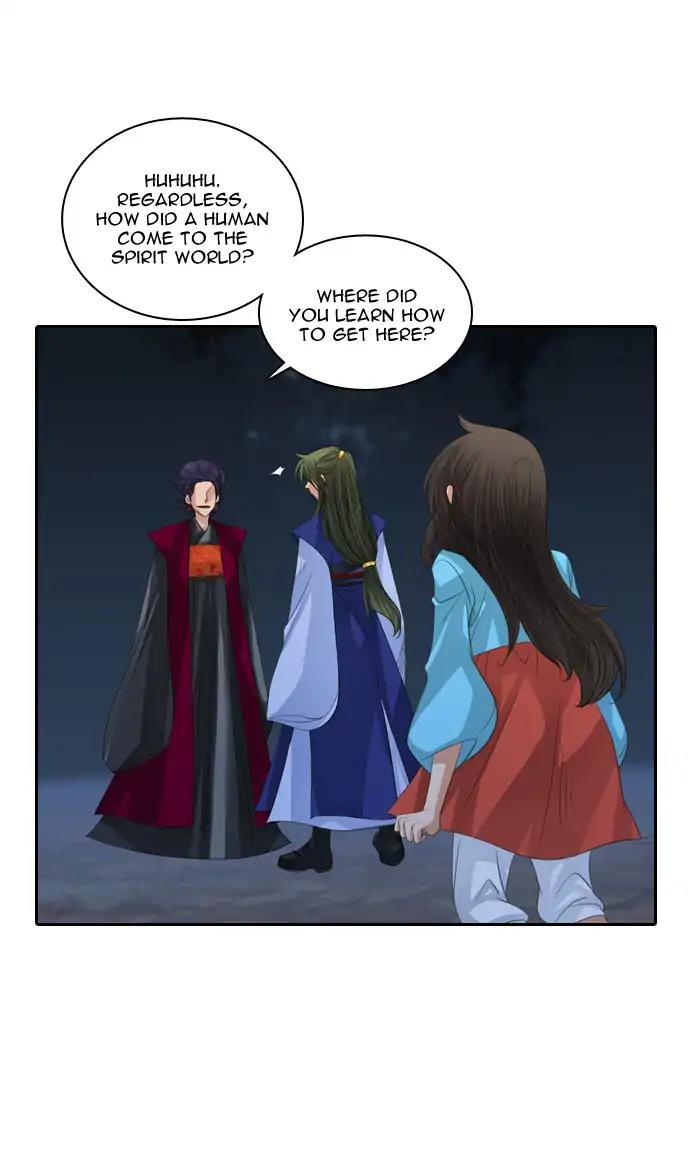 HUHUHU.
REGARDLESS,
HOW DID A HUMAN
COME TO THE
SPIRIT WORLD?
WHERE DID
YOU LEARN HOW
TO GET HERE?